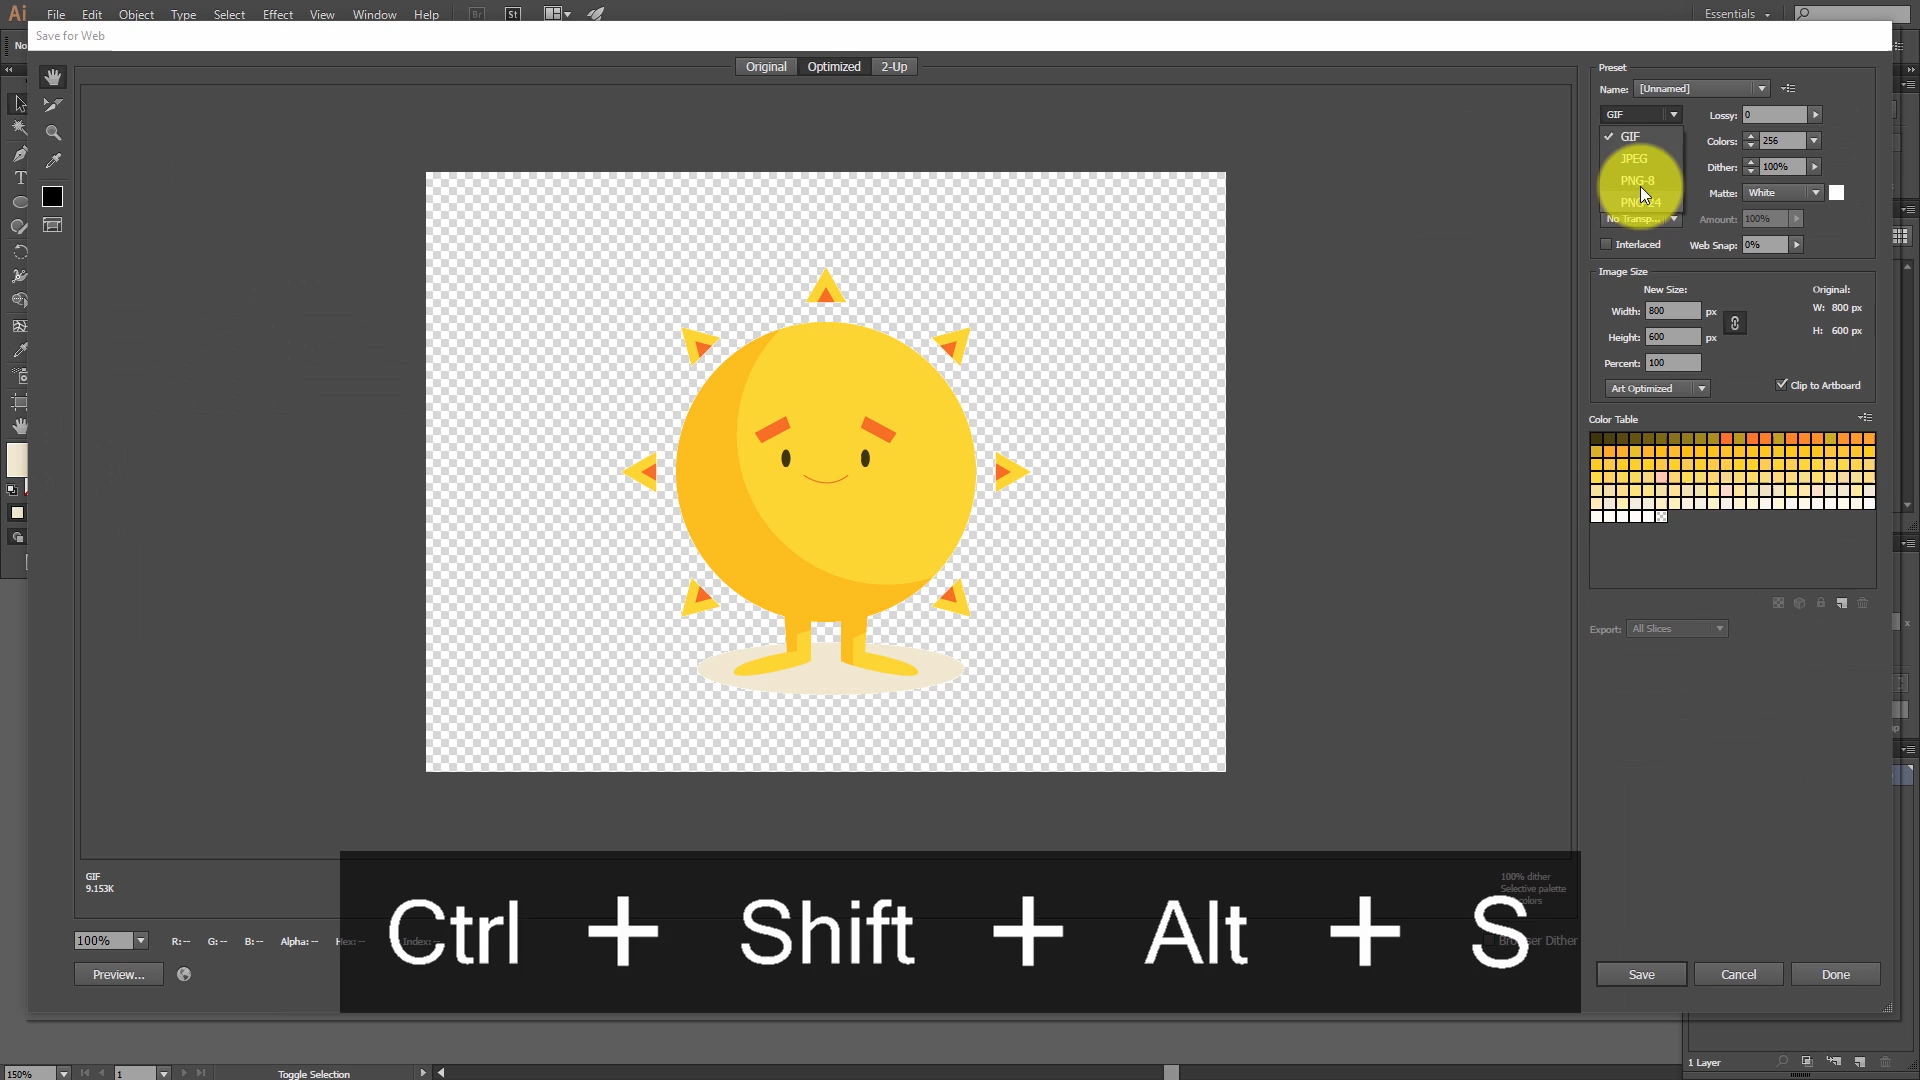 Ai File Edit Object Type Select Effect View Window Help Br St Essentials
Save for Web
No
Original Optimized 2-Up
Preset
Name: [Unnamed]
GIF Lossy: 0
GIF Colors: 256
JPEG
PNG-8 Dither: 100%
PNG-24 Matte: White
No Transp... Amount: 100%
Interlaced Web Snap: 0%
Image Size
New Size: Original:
Width: 800 px W: 800 px
Height: 600 px H: 600 px
Percent: 100
Art Optimized Clip to Artboard
Color Table
Export: All Slices
GIF
9.153K
100% dither
Selective palette
colors
100% R: -- G: -- B: -- Alpha: -- Hex: -- Index: --
Browser Dither
Ctrl + Shift + Alt + S
Preview... Save Cancel Done
150% 1 Toggle Selection
1 Layer